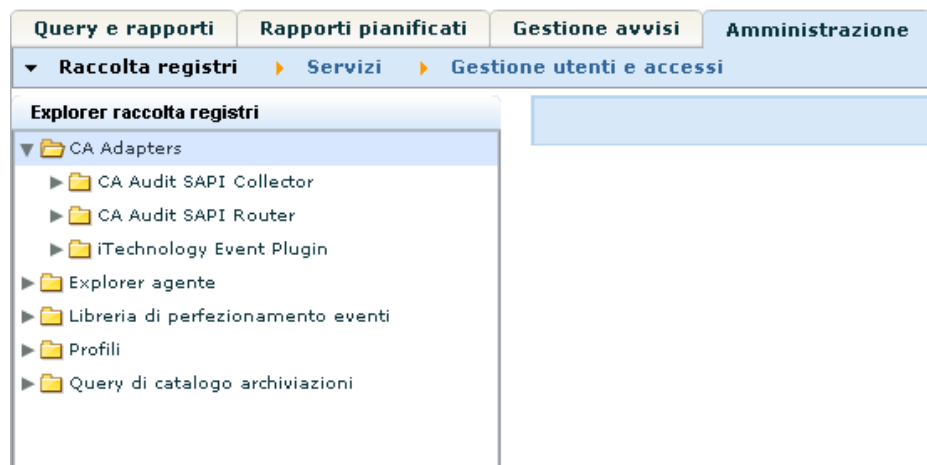 Query e rapporti Rapporti pianificati Gestione avvisi Amministrazione
Raccolta registri Servizi Gestione utenti e accessi
Explorer raccolta registri
CA Adapters
CA Audit SAPI Collector
CA Audit SAPI Router
iTechnology Event Plugin
Explorer agente
Libreria di perfezionamento eventi
Profili
Query di catalogo archiviazioni